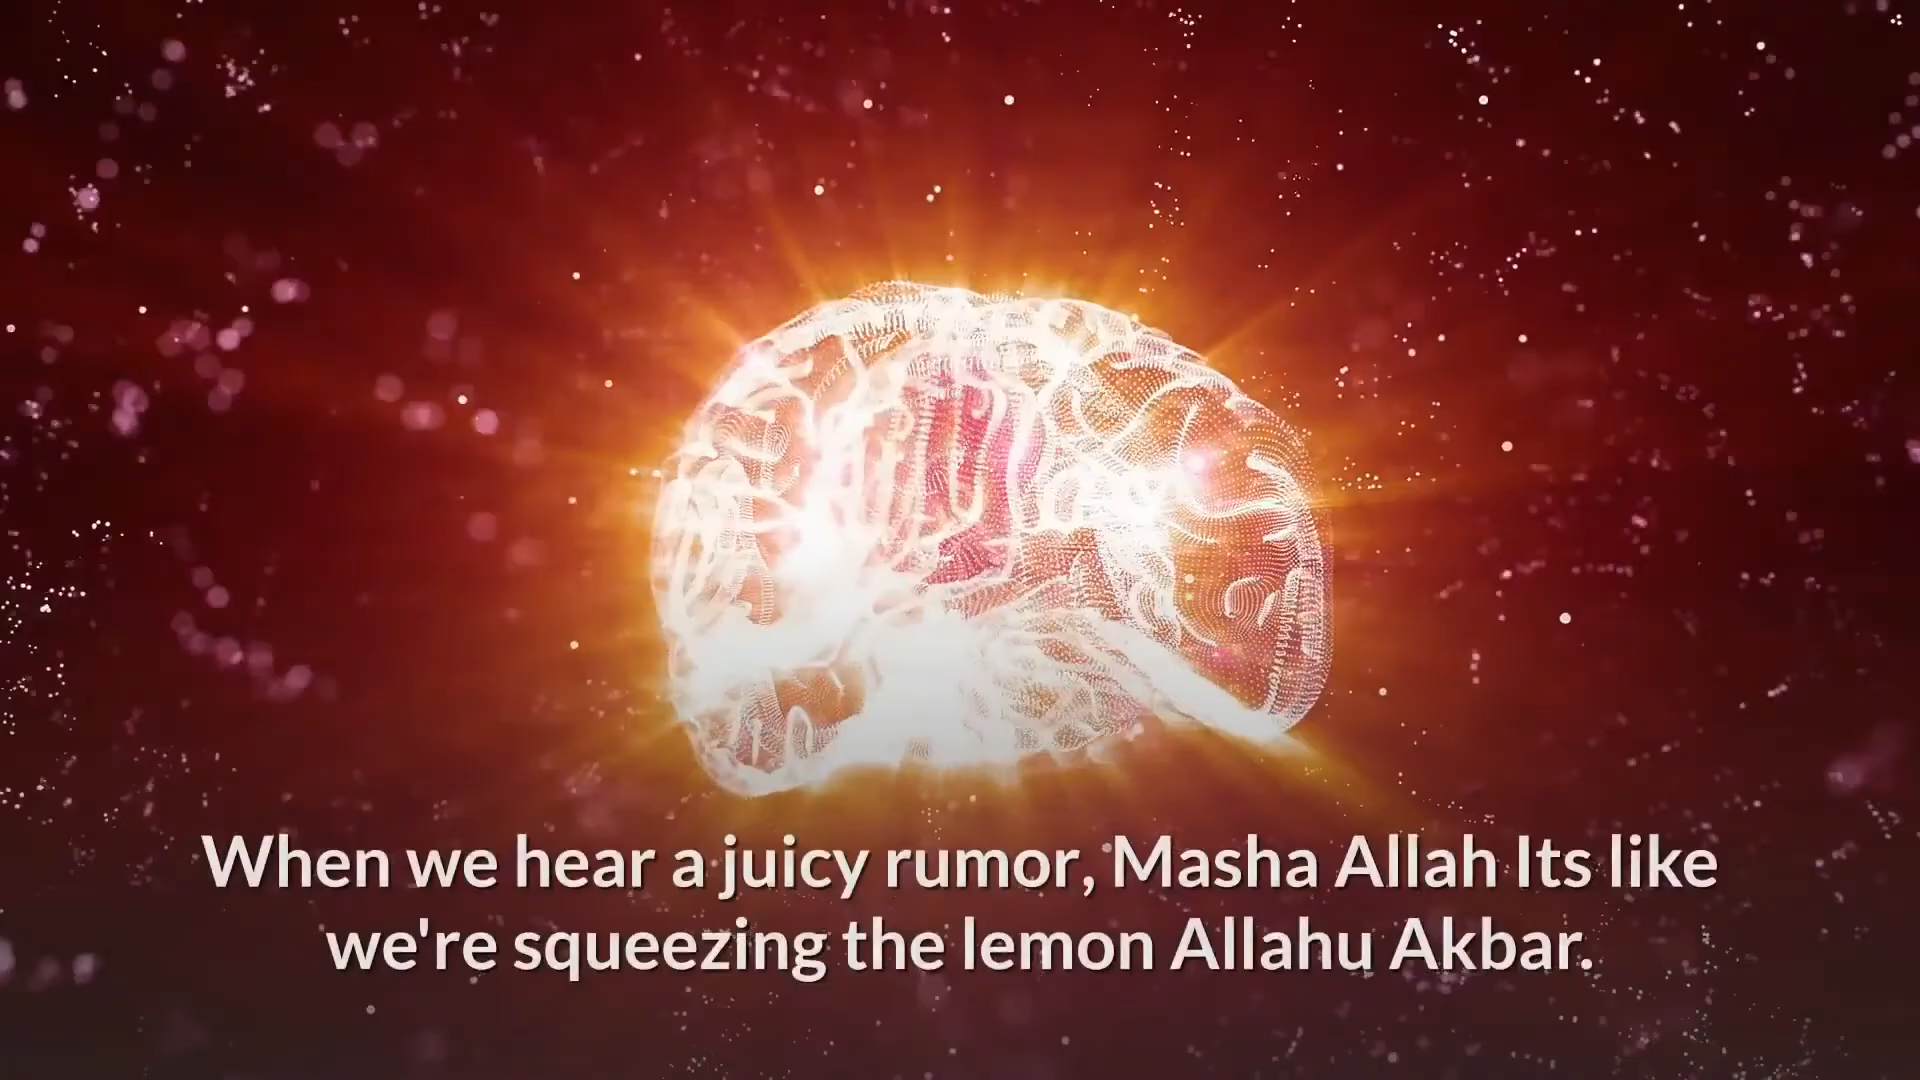 When we hear a juicy rumor, Masha Allah Its like
we're squeezing the lemon Allahu Akbar.